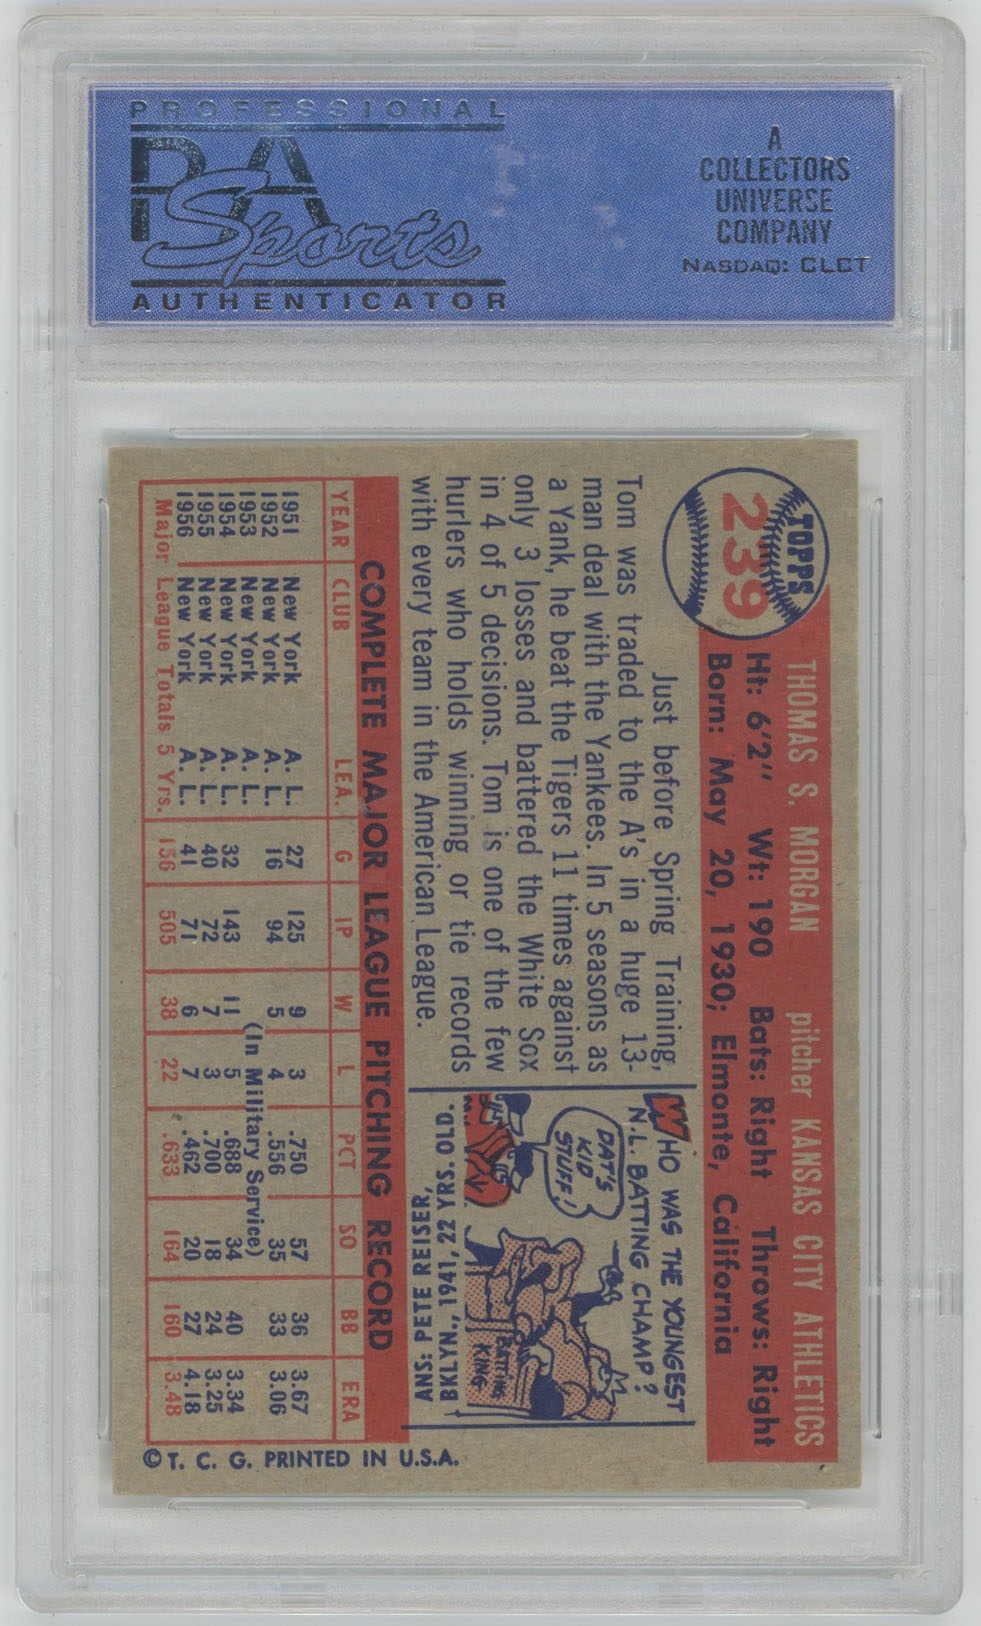 PROFESSIONAL
PSA
Sports
AUTHENTICATOR
A
COLLECTORS
UNIVERSE
COMPANY
NASDAQ: CLCT
TOPPS
239
THOMAS S. MORGAN pitcher KANSAS CITY ATHLETICS
Ht: 6'2" Wt: 190 Bats: Right Throws: Right
Born: May 20, 1930; Elmonte, California
Just before Spring Training,
Tom was traded to the A's in a huge 13-
man deal with the Yankees. In 5 seasons as
a Yank, he beat the Tigers 11 times against
only 3 losses and battered the White Sox
in 4 of 5 decisions. Tom is one of the few
hurlers who holds winning or tie records
with every team in the American League.
WHO WAS THE YOUNGEST
N.L. BATTING CHAMP?
DAT'S
KID
STUFF!
BATTING
KING
ANS: PETE REISER,
BKLYN, 1941, 22 YRS. OLD.
COMPLETE MAJOR LEAGUE PITCHING RECORD
YEAR CLUB LEA. G IP W L PCT SO BB ERA
1951 New York A. L. 27 125 9 3 .750 57 36 3.67
1952 New York A. L. 16 94 5 4 .556 35 33 3.06
1953 New York A. L. (In Military Service)
1954 New York A. L. 32 143 11 5 .688 34 40 3.34
1955 New York A. L. 40 72 7 3 .700 18 24 3.25
1956 New York A. L. 41 71 6 7 .462 20 27 4.18
Major League Totals 5 Yrs. 156 505 38 22 .633 164 160 3.48
© T. C. G. PRINTED IN U.S.A.